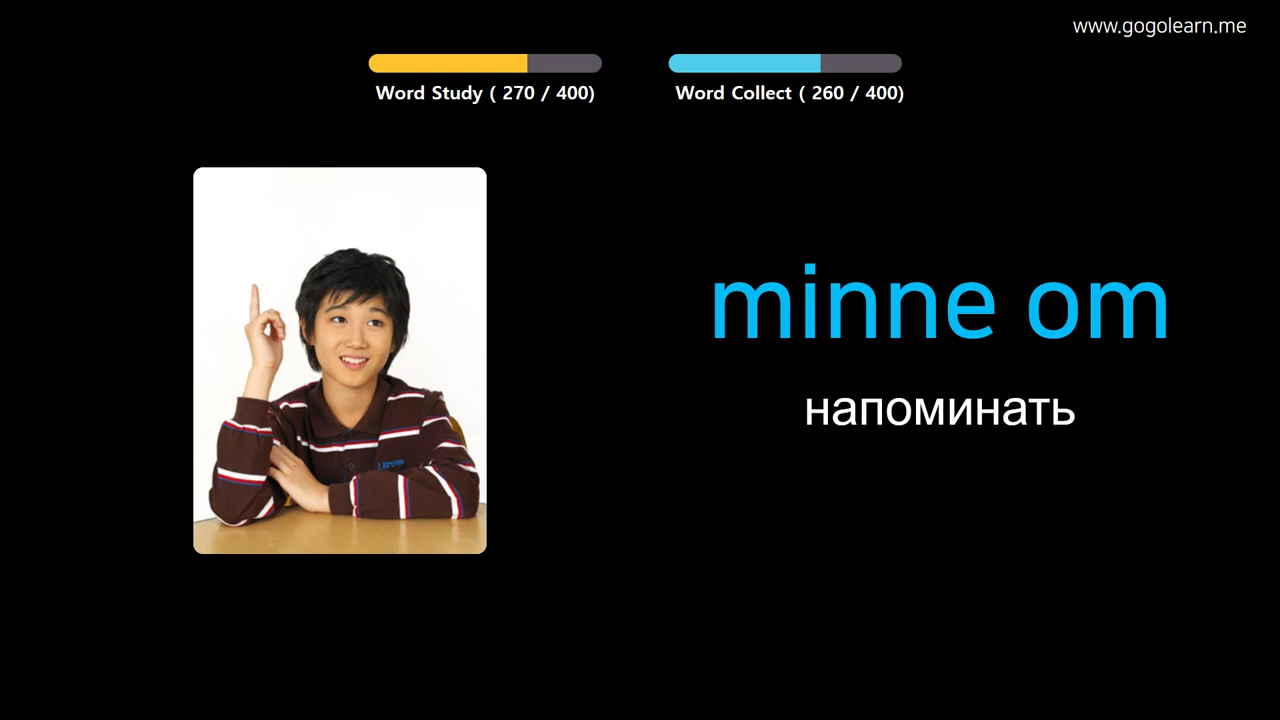 www.gogolearn.me
Word Study ( 270 / 400)
Word Collect ( 260 / 400)
minne om
напоминать